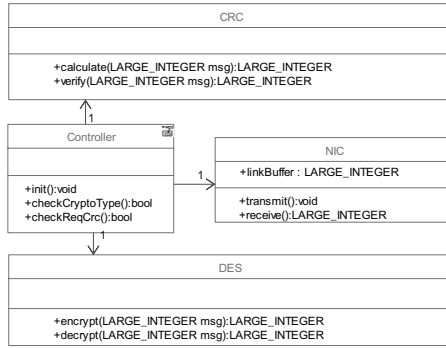 CRC
+calculate(LARGE_INTEGER msg):LARGE_INTEGER
+verify(LARGE_INTEGER msg):LARGE_INTEGER
1
Controller
+init():void
+checkCryptoType():bool
+checkReqCrc():bool
1
NIC
+linkBuffer : LARGE_INTEGER
+transmit():void
+receive():LARGE_INTEGER
1
DES
+encrypt(LARGE_INTEGER msg):LARGE_INTEGER
+decrypt(LARGE_INTEGER msg):LARGE_INTEGER